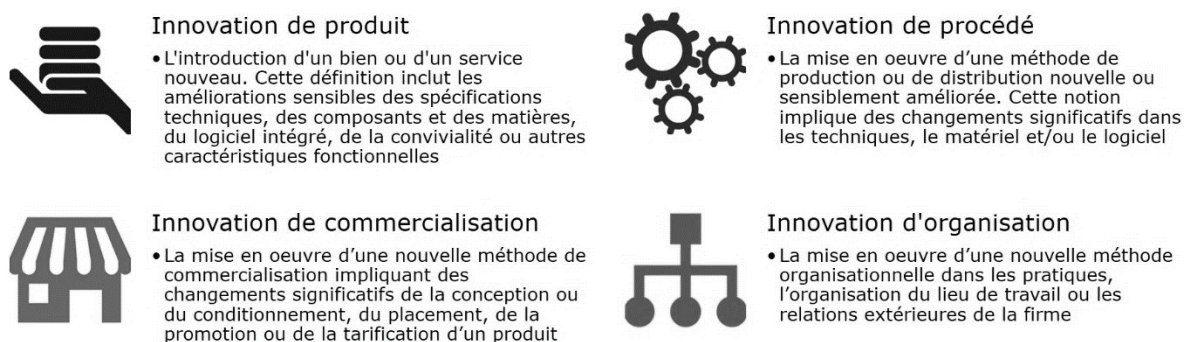 Innovation de produit
•L'introduction d'un bien ou d'un service
nouveau. Cette définition inclut les
améliorations sensibles des spécifications
techniques, des composants et des matières,
du logiciel intégré, de la convivialité ou autres
caractéristiques fonctionnelles
Innovation de procédé
•La mise en oeuvre d’une méthode de
production ou de distribution nouvelle ou
sensiblement améliorée. Cette notion
implique des changements significatifs dans
les techniques, le matériel et/ou le logiciel
Innovation de commercialisation
•La mise en oeuvre d’une nouvelle méthode de
commercialisation impliquant des
changements significatifs de la conception ou
du conditionnement, du placement, de la
promotion ou de la tarification d’un produit
Innovation d'organisation
•La mise en oeuvre d’une nouvelle méthode
organisationnelle dans les pratiques,
l’organisation du lieu de travail ou les
relations extérieures de la firme